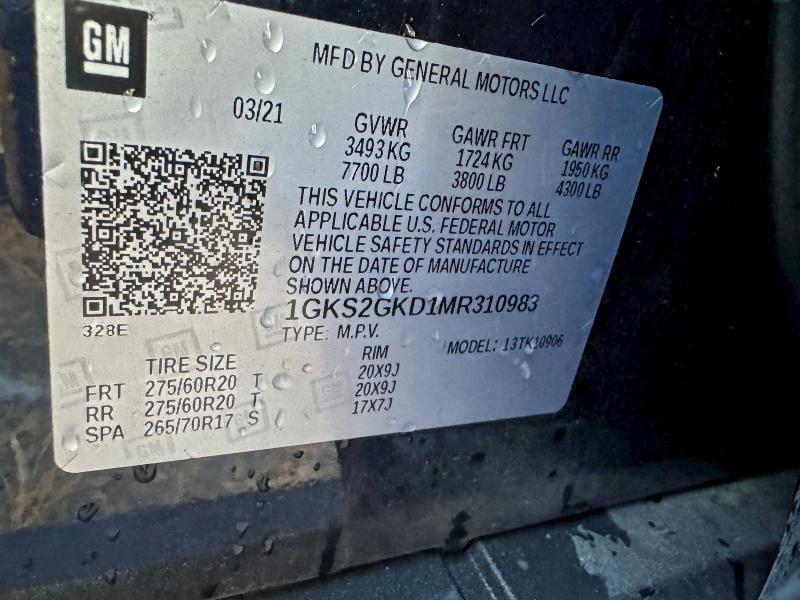 GM
MFD BY GENERAL MOTORS LLC
03/21
GVWR GAWR FRT GAWR RR
3493 KG 1724 KG 1950 KG
7700 LB 3800 LB 4300 LB
THIS VEHICLE CONFORMS TO ALL
APPLICABLE U.S. FEDERAL MOTOR
VEHICLE SAFETY STANDARDS IN EFFECT
ON THE DATE OF MANUFACTURE
SHOWN ABOVE.
1GKS2GKD1MR310983
328E
TYPE: M.P.V. MODEL: 13TK10906
TIRE SIZE RIM
FRT 275/60R20 T 20X9J
RR 275/60R20 T 20X9J
SPA 265/70R17 S 17X7J